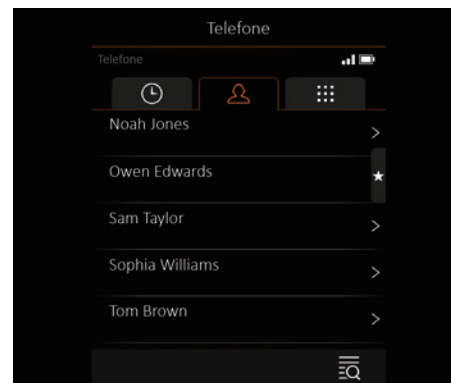 Telefone
Telefone
Noah Jones
Owen Edwards
Sam Taylor
Sophia Williams
Tom Brown